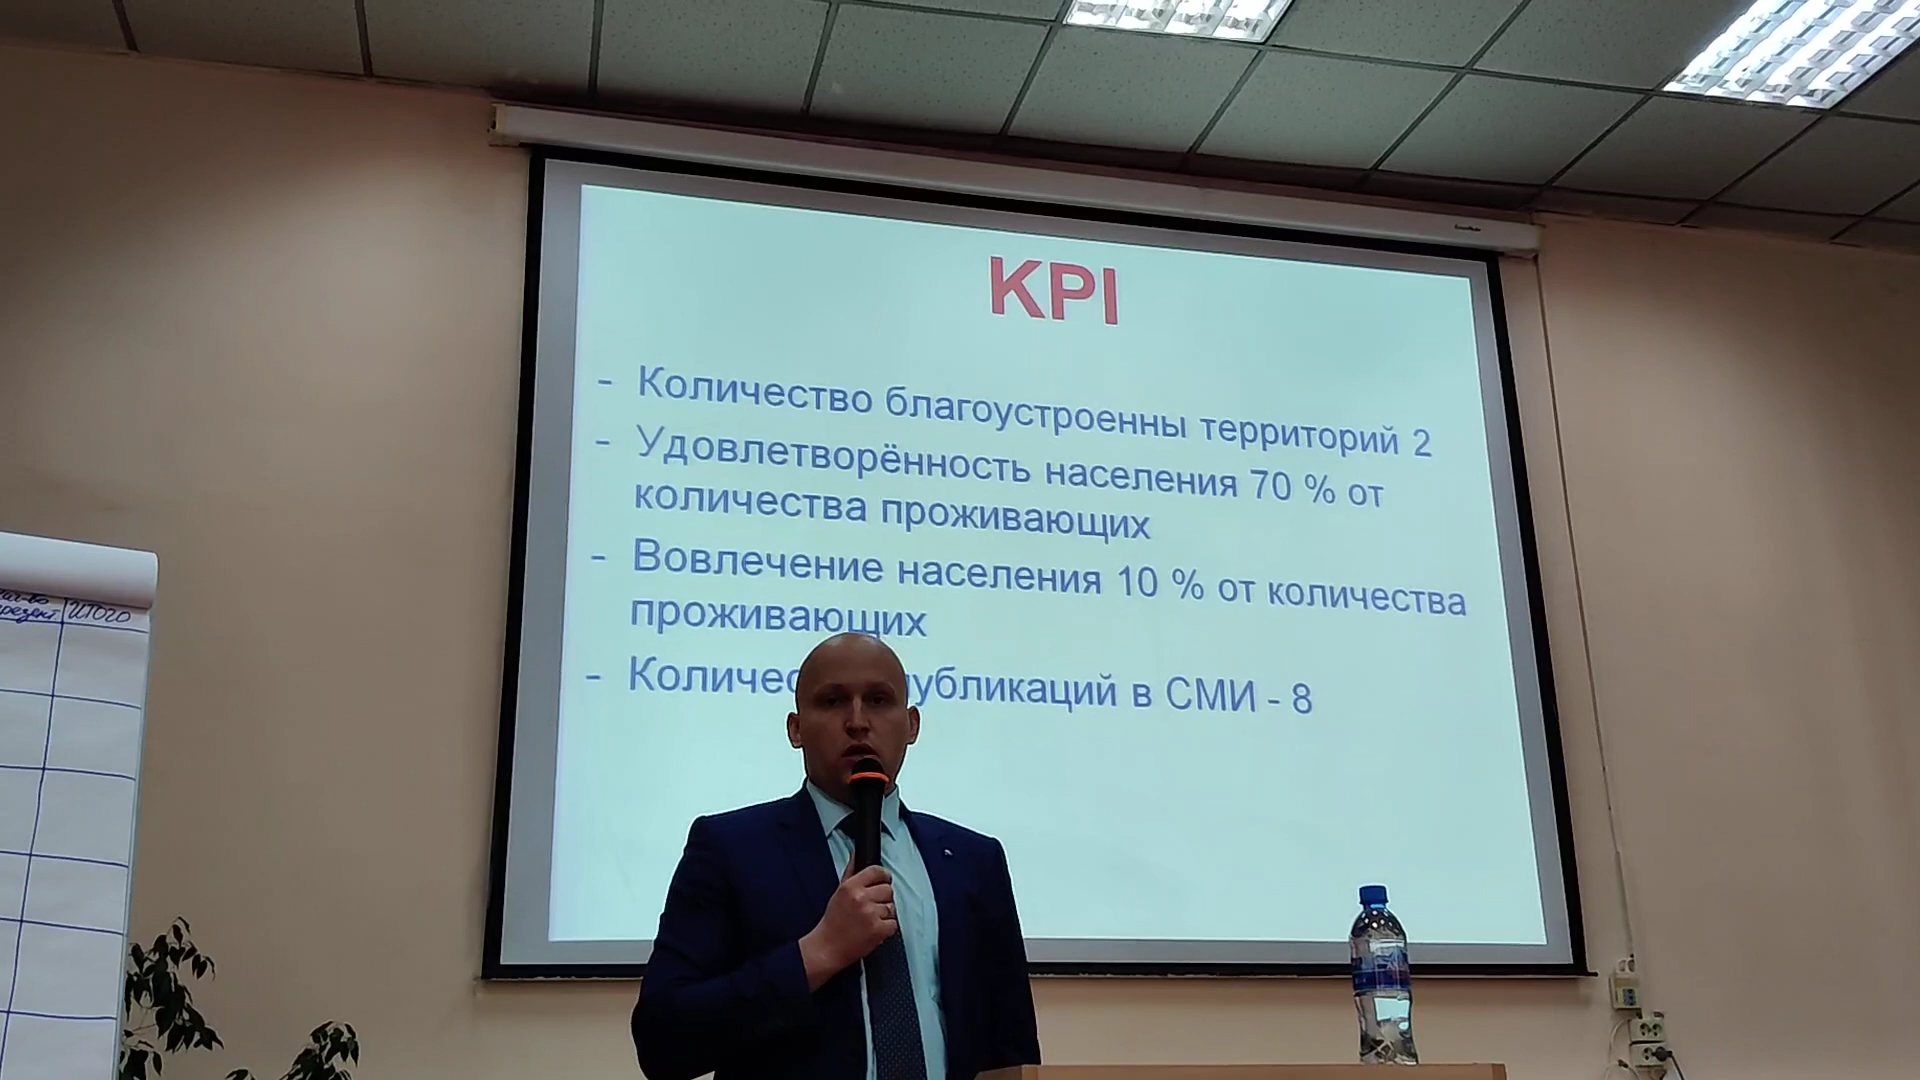 KPI
- Количество благоустроенны территорий 2
- Удовлетворённость населения 70 % от
количества проживающих
- Вовлечение населения 10 % от количества
проживающих
- Количес убликаций в СМИ - 8
ИТОГО